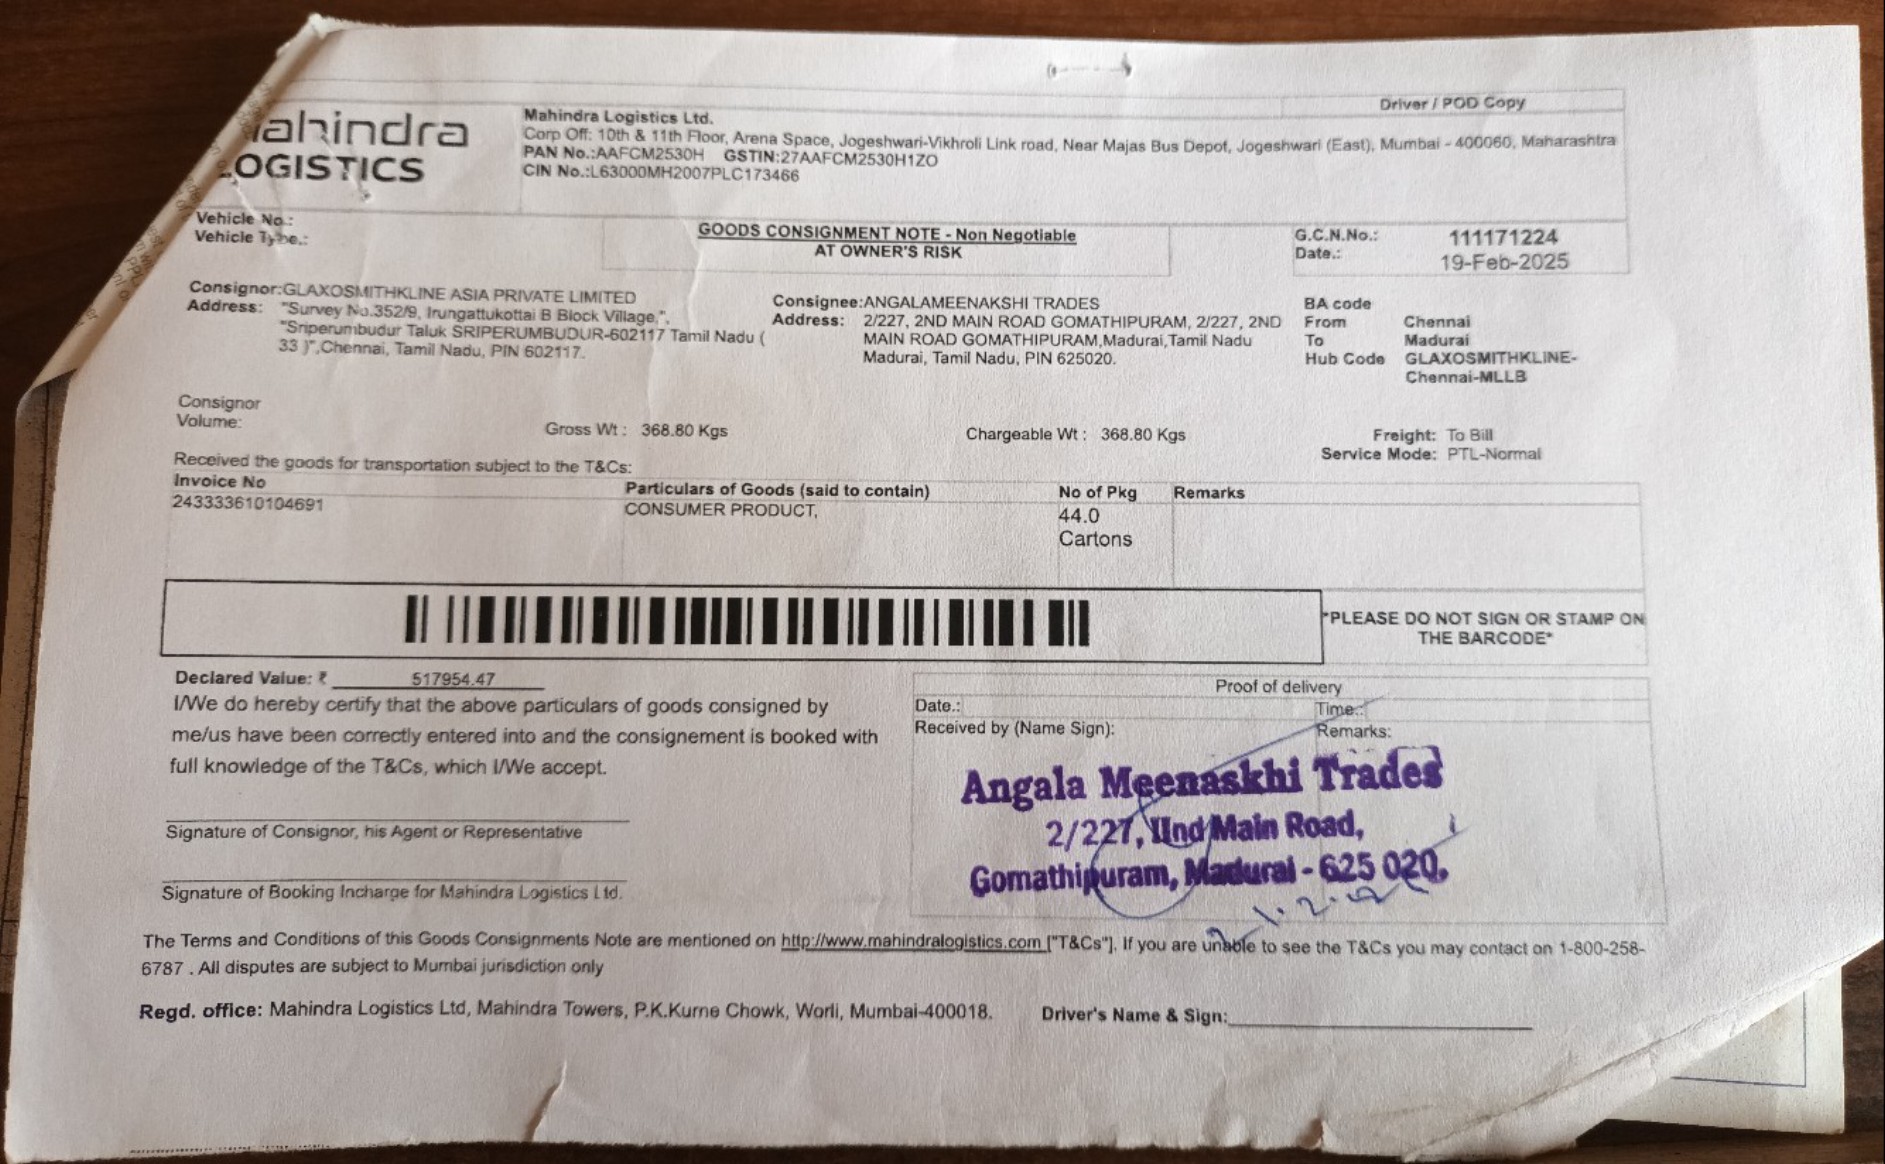 Driver / POD Copy
ahindra
LOGISTICS
Mahindra Logistics Ltd.
Corp Off: 10th & 11th Floor, Arena Space, Jogeshwari-Vikhroli Link road, Near Majas Bus Depot, Jogeshwari (East), Mumbai - 400060, Maharashtra
PAN No.:AAFCM2530H GSTIN:27AAFCM2530H1ZO
CIN No.:L63000MH2007PLC173466
Vehicle No.:
Vehicle Type.:
GOODS CONSIGNMENT NOTE - Non Negotiable
AT OWNER'S RISK
G.C.N.No.: 111171224
Date.: 19-Feb-2025
Consignor:GLAXOSMITHKLINE ASIA PRIVATE LIMITED
Address: "Survey No.352/9, Irungattukottai B Block Village,",
"Sriperumbudur Taluk SRIPERUMBUDUR-602117 Tamil Nadu (
33 )",Chennai, Tamil Nadu, PIN 602117.
Consignee:ANGALAMEENAKSHI TRADES
Address: 2/227, 2ND MAIN ROAD GOMATHIPURAM, 2/227, 2ND
MAIN ROAD GOMATHIPURAM,Madurai,Tamil Nadu
Madurai, Tamil Nadu, PIN 625020.
BA code
From Chennai
To Madurai
Hub Code GLAXOSMITHKLINE-
Chennai-MLLB
Consignor
Volume:
Gross Wt : 368.80 Kgs
Chargeable Wt : 368.80 Kgs
Freight: To Bill
Service Mode: PTL-Normal
Received the goods for transportation subject to the T&Cs:
Invoice No Particulars of Goods (said to contain) No of Pkg Remarks
243333610104691 CONSUMER PRODUCT, 44.0
Cartons
*PLEASE DO NOT SIGN OR STAMP ON
THE BARCODE*
Declared Value: ₹ 517954.47
I/We do hereby certify that the above particulars of goods consigned by
me/us have been correctly entered into and the consignement is booked with
full knowledge of the T&Cs, which I/We accept.
Signature of Consignor, his Agent or Representative
Signature of Booking Incharge for Mahindra Logistics Ltd.
Proof of delivery
Date.: Time.:
Received by (Name Sign): Remarks:
Angala Meenaskhi Trades
2/227, IInd Main Road,
Gomathipuram, Madurai - 625 020.
The Terms and Conditions of this Goods Consignments Note are mentioned on http://www.mahindralogistics.com ["T&Cs"]. If you are unable to see the T&Cs you may contact on 1-800-258-
6787 . All disputes are subject to Mumbai jurisdiction only
Regd. office: Mahindra Logistics Ltd, Mahindra Towers, P.K.Kurne Chowk, Worli, Mumbai-400018.
Driver's Name & Sign: